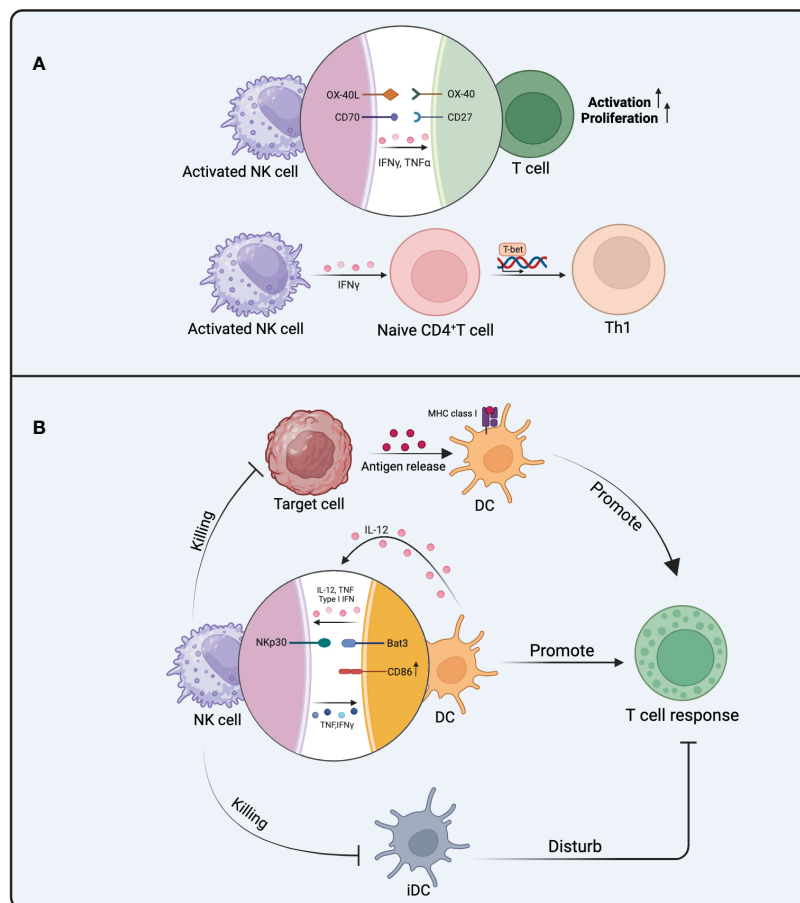 A
OX-40L
OX-40
CD70
CD27
IFNγ, TNFα
Activated NK cell
T cell
Activation
Proliferation
T-bet
IFNγ
Activated NK cell
Naive CD4⁺T cell
Th1
B
MHC class I
Antigen release
Target cell
DC
Promote
Killing
IL-12
IL-12, TNF
Type I IFN
NKp30
Bat3
CD86
TNF,IFNγ
NK cell
DC
Promote
T cell response
Killing
iDC
Disturb